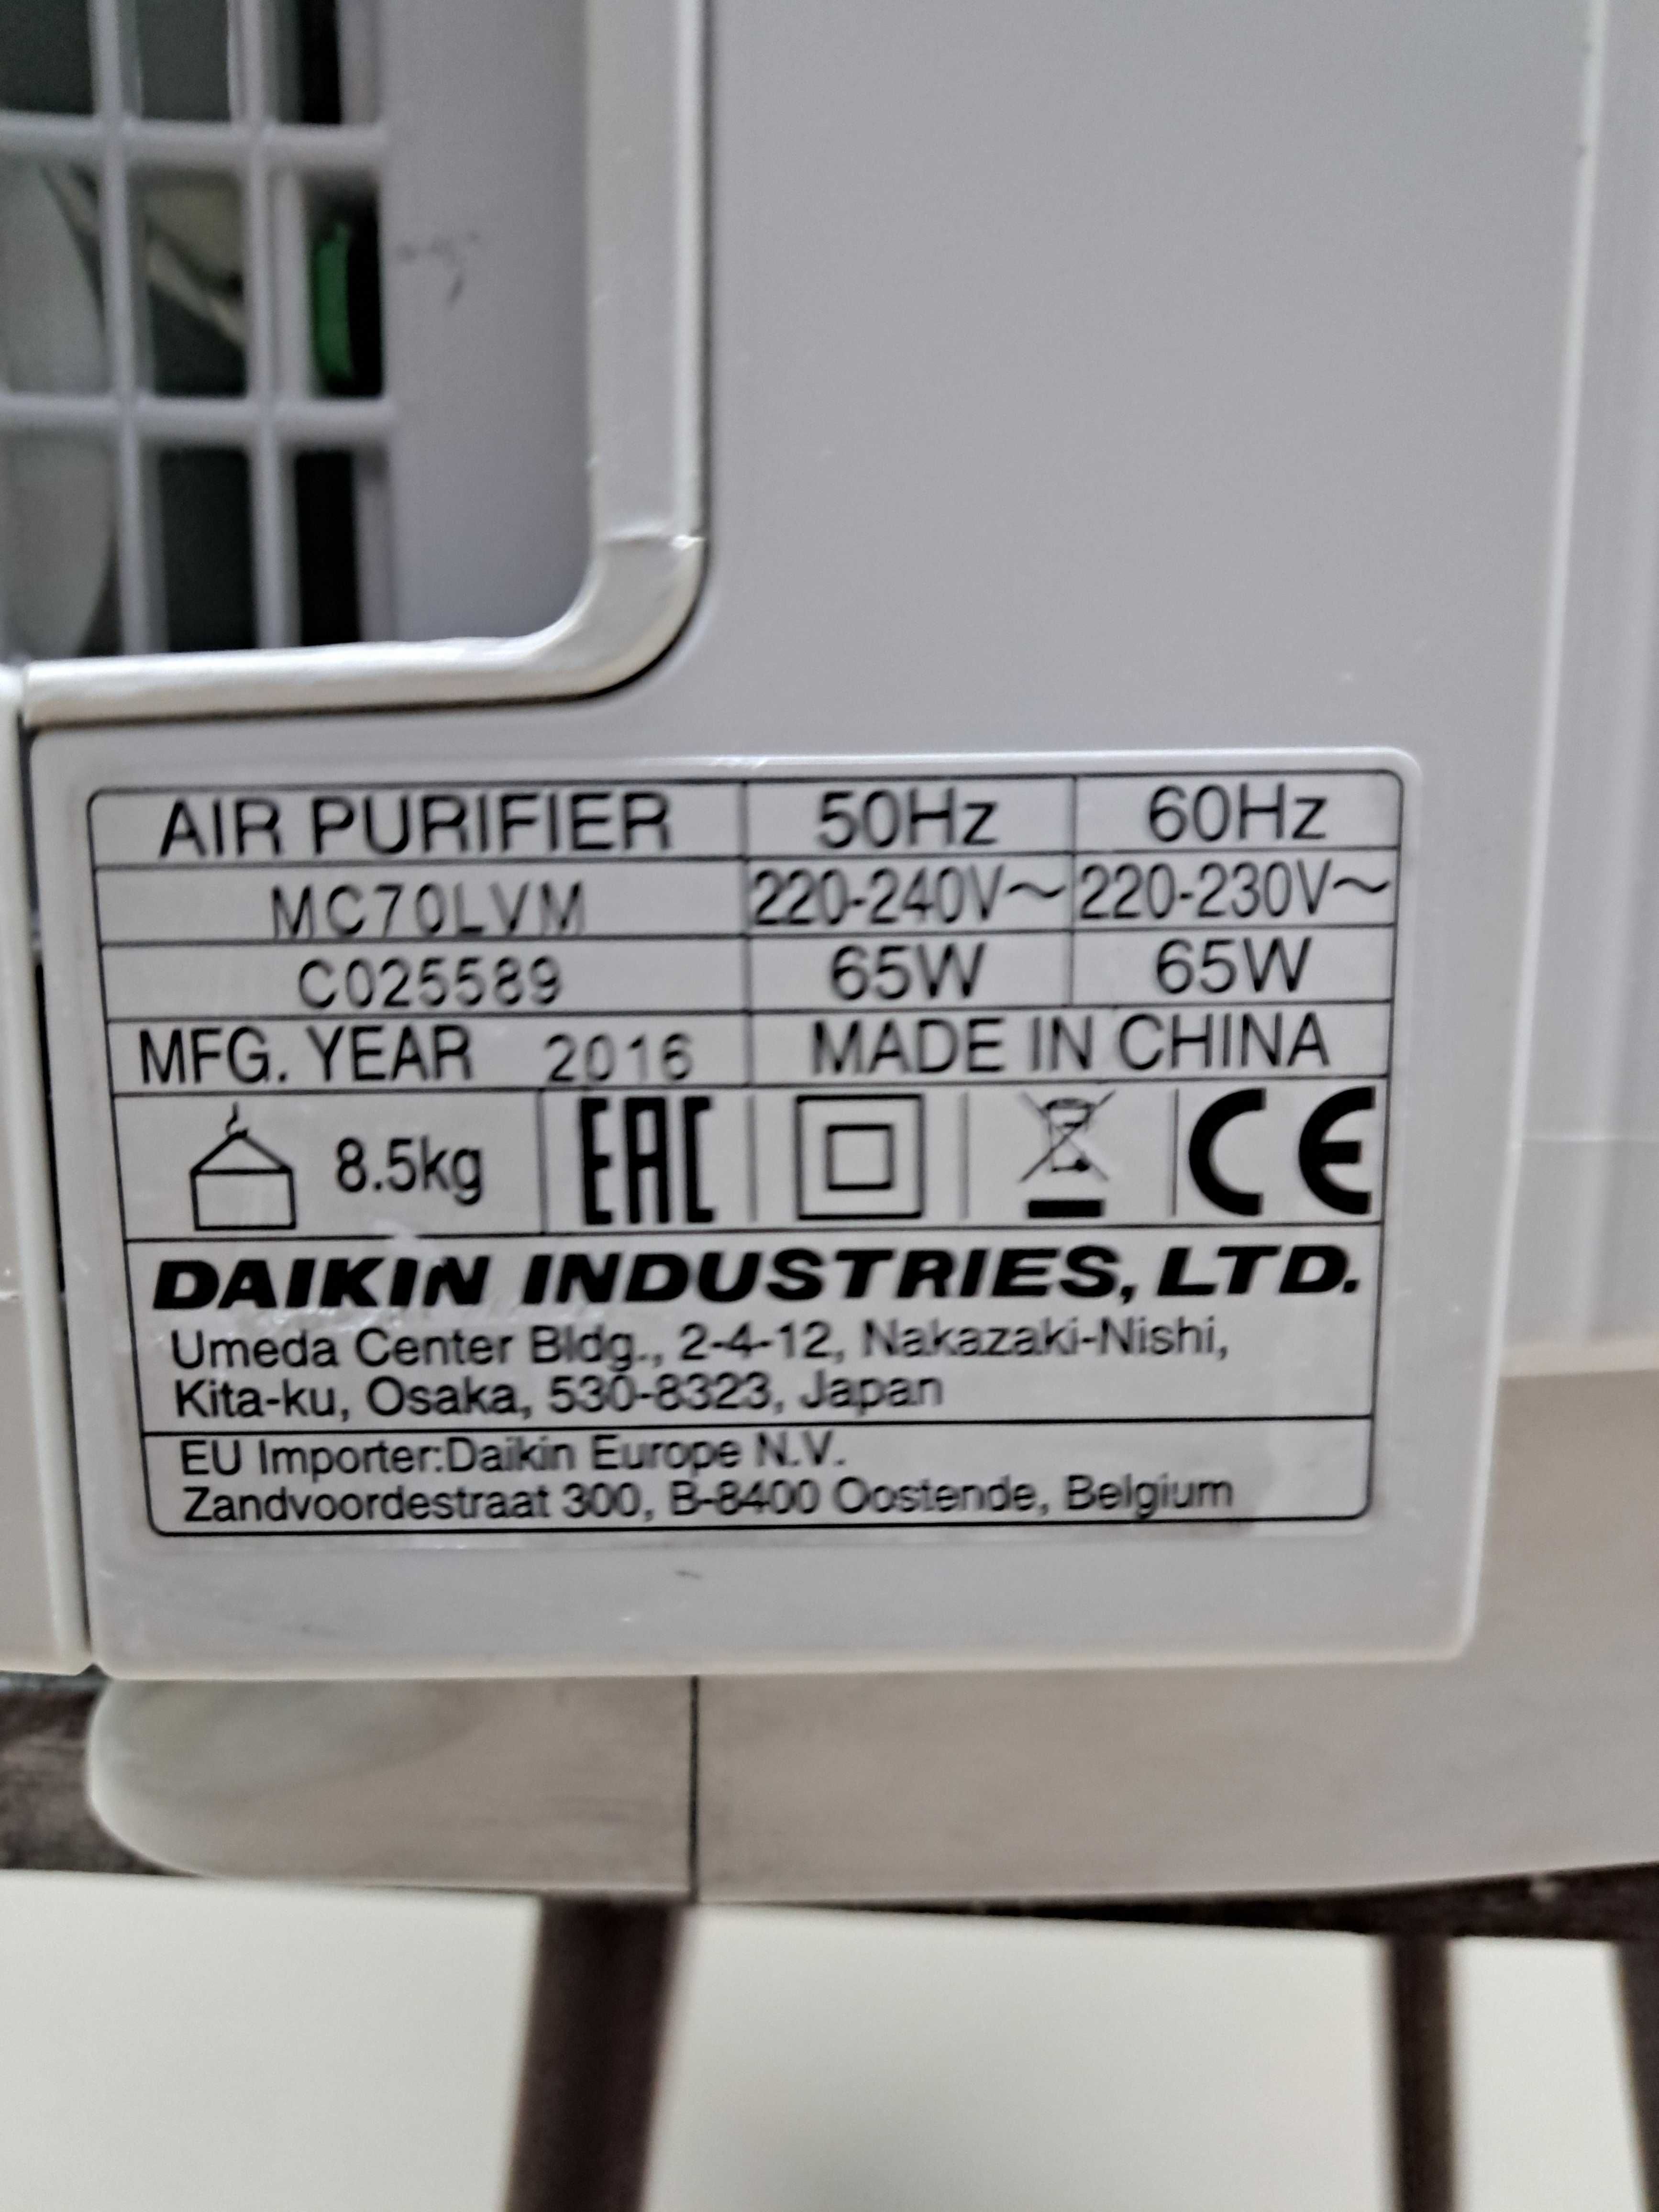 AIR PURIFIER 50Hz 60Hz
MC70LVM 220-240V~ 220-230V~
C025589 65W 65W
MFG. YEAR 2016 MADE IN CHINA
8.5kg EAC CE
DAIKIN INDUSTRIES, LTD.
Umeda Center Bldg., 2-4-12, Nakazaki-Nishi,
Kita-ku, Osaka, 530-8323, Japan
EU Importer:Daikin Europe N.V.
Zandvoordestraat 300, B-8400 Oostende, Belgium